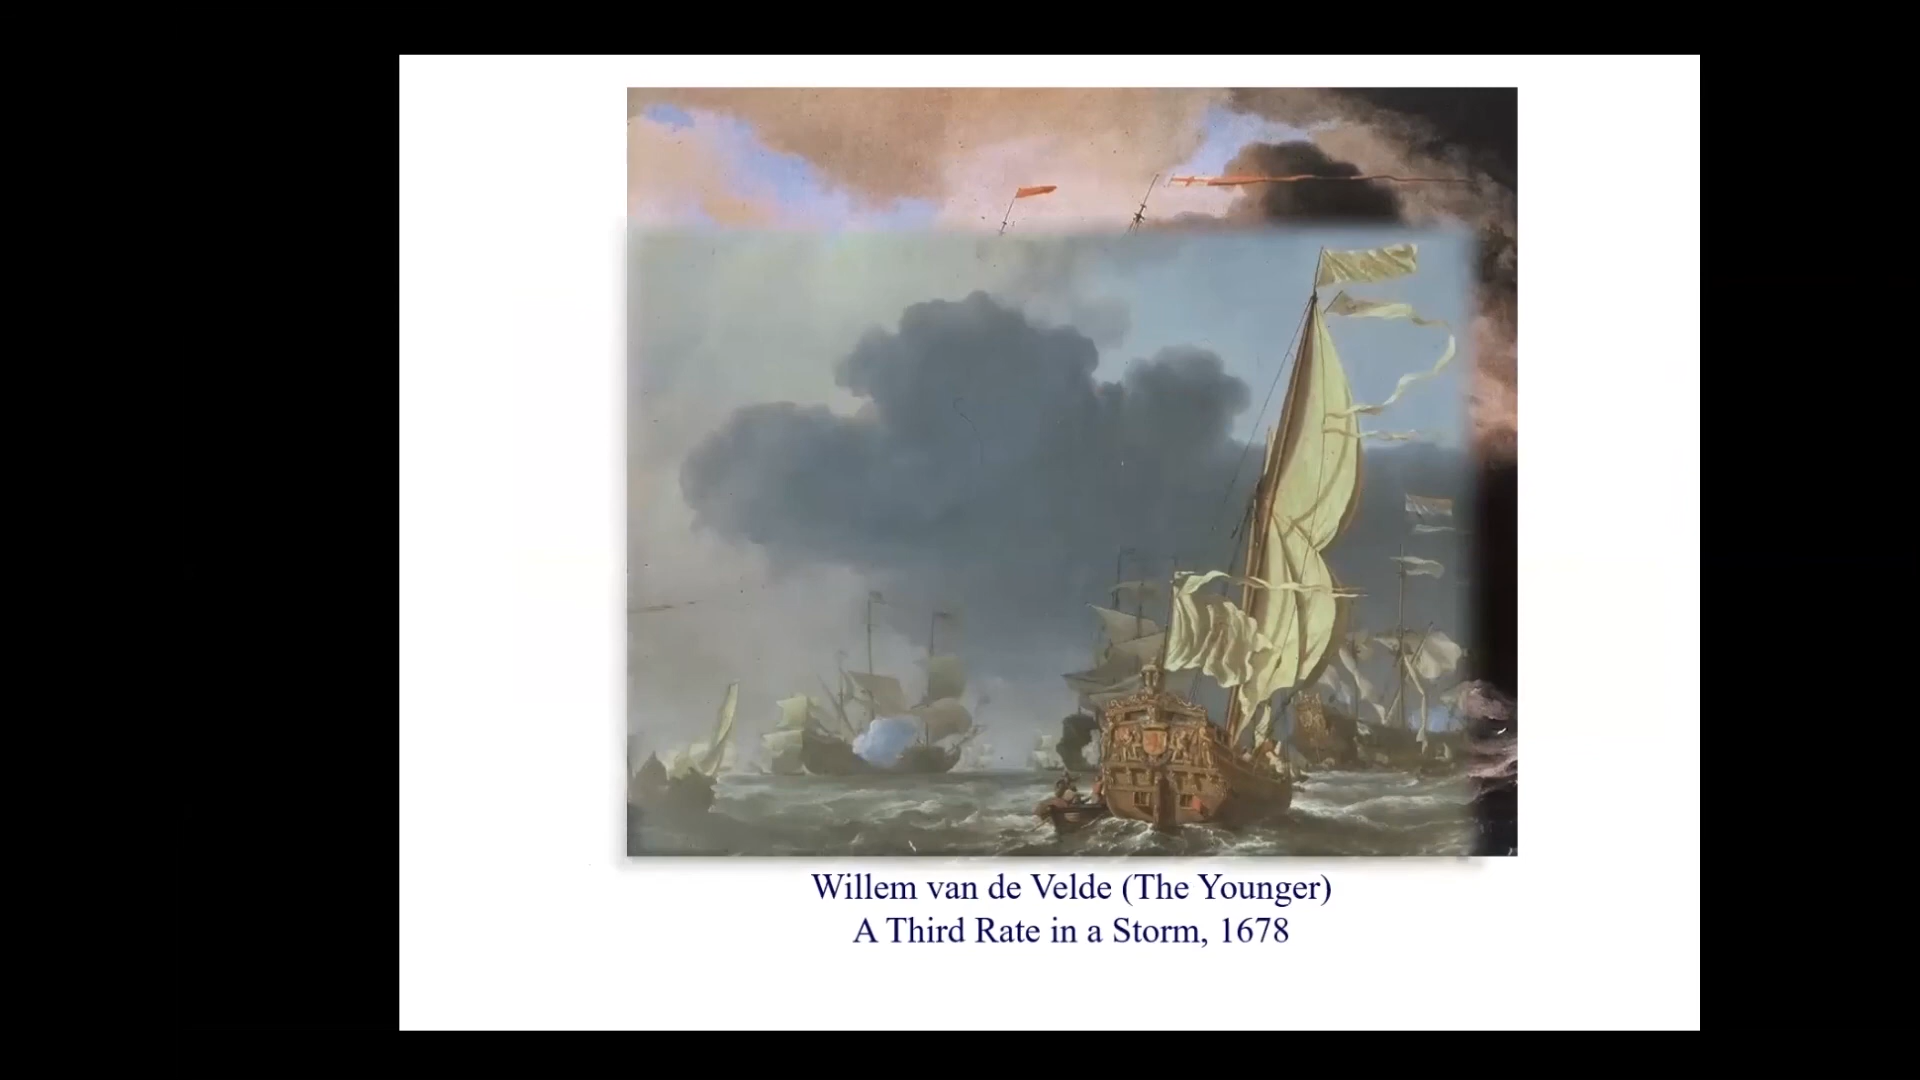 Willem van de Velde (The Younger)
A Third Rate in a Storm, 1678